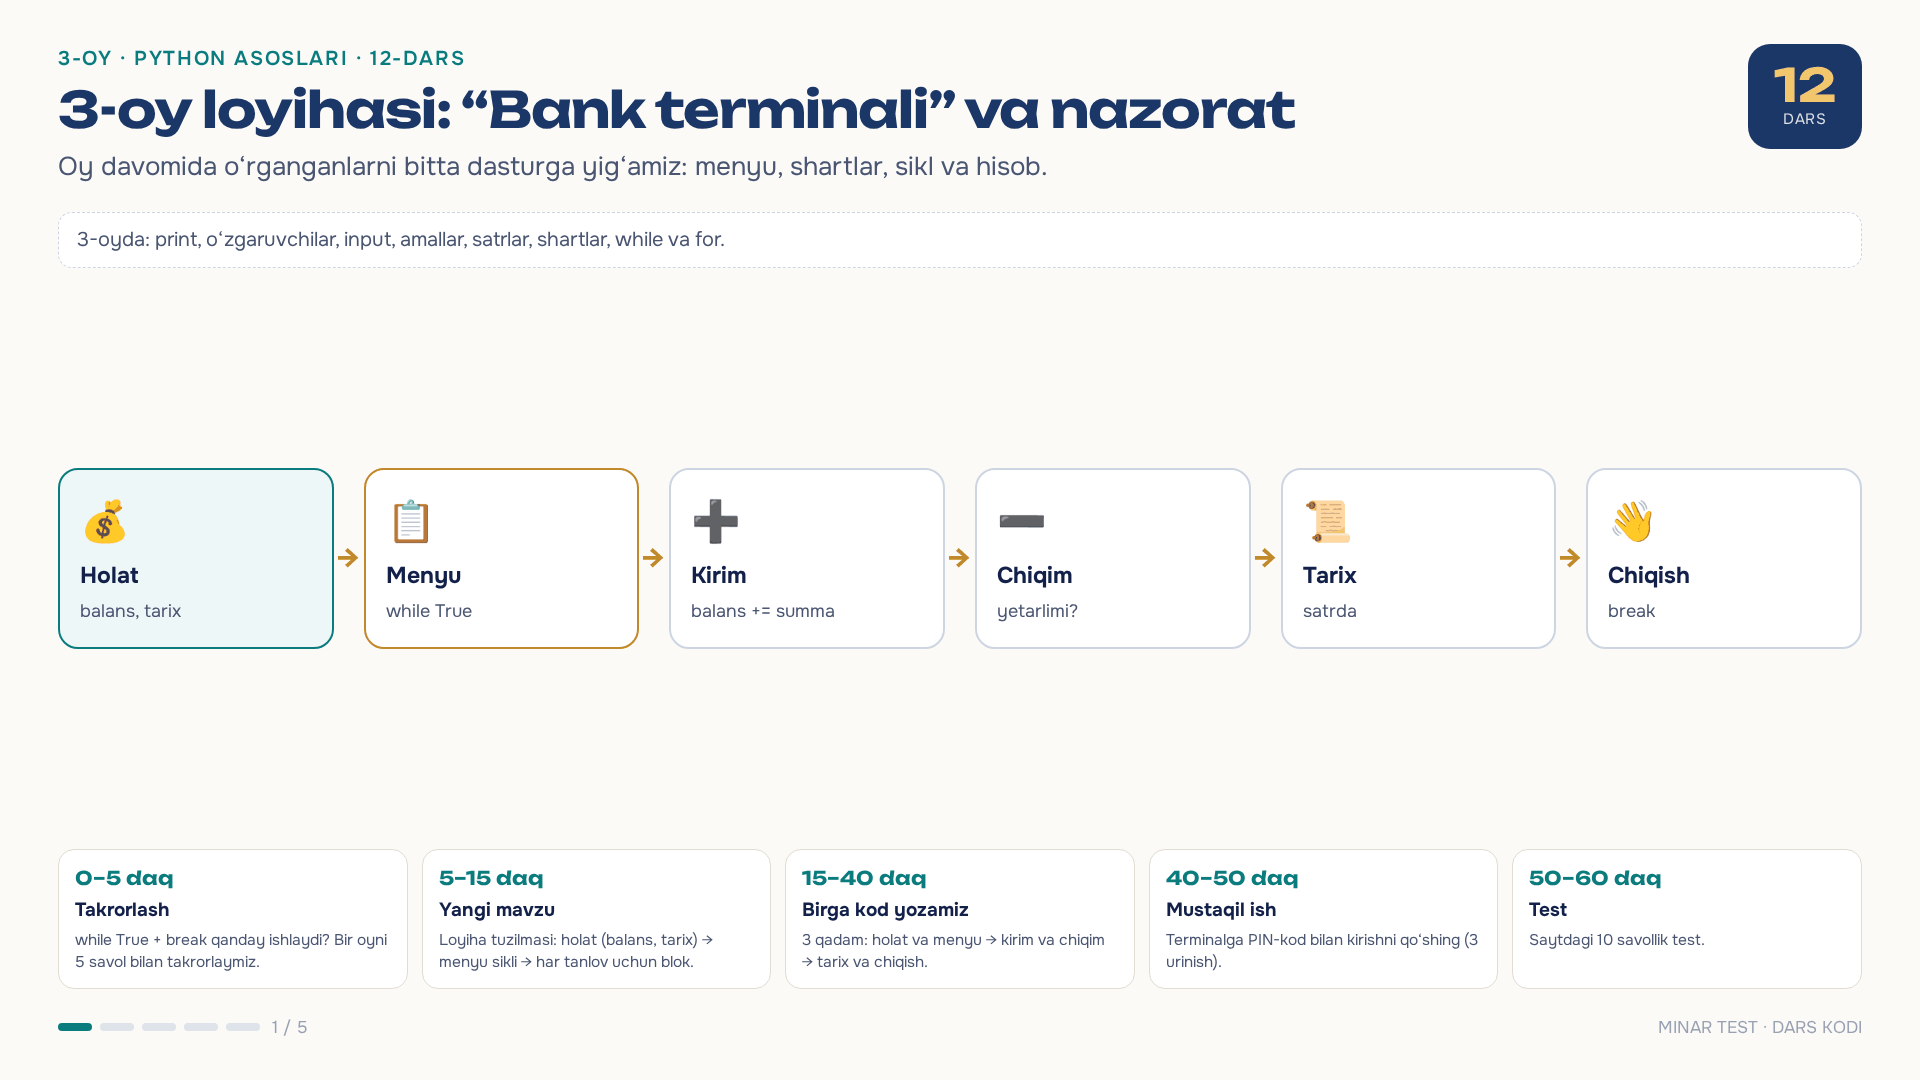 3-OY · PYTHON ASOSLARI · 12-DARS
3-oy loyihasi: “Bank terminali” va nazorat
Oy davomida o‘rganganlarni bitta dasturga yig‘amiz: menyu, shartlar, sikl va hisob.
12
DARS
3-oyda: print, o‘zgaruvchilar, input, amallar, satrlar, shartlar, while va for.
Holat
balans, tarix
→
Menyu
while True
→
Kirim
balans += summa
→
Chiqim
yetarlimi?
→
Tarix
satrda
→
Chiqish
break
0–5 daq
Takrorlash
while True + break qanday ishlaydi? Bir oyni
5 savol bilan takrorlaymiz.
5–15 daq
Yangi mavzu
Loyiha tuzilmasi: holat (balans, tarix) →
menyu sikli → har tanlov uchun blok.
15–40 daq
Birga kod yozamiz
3 qadam: holat va menyu → kirim va chiqim
→ tarix va chiqish.
40–50 daq
Mustaqil ish
Terminalga PIN-kod bilan kirishni qo‘shing (3
urinish).
50–60 daq
Test
Saytdagi 10 savollik test.
1 / 5
MINAR TEST · DARS KODI